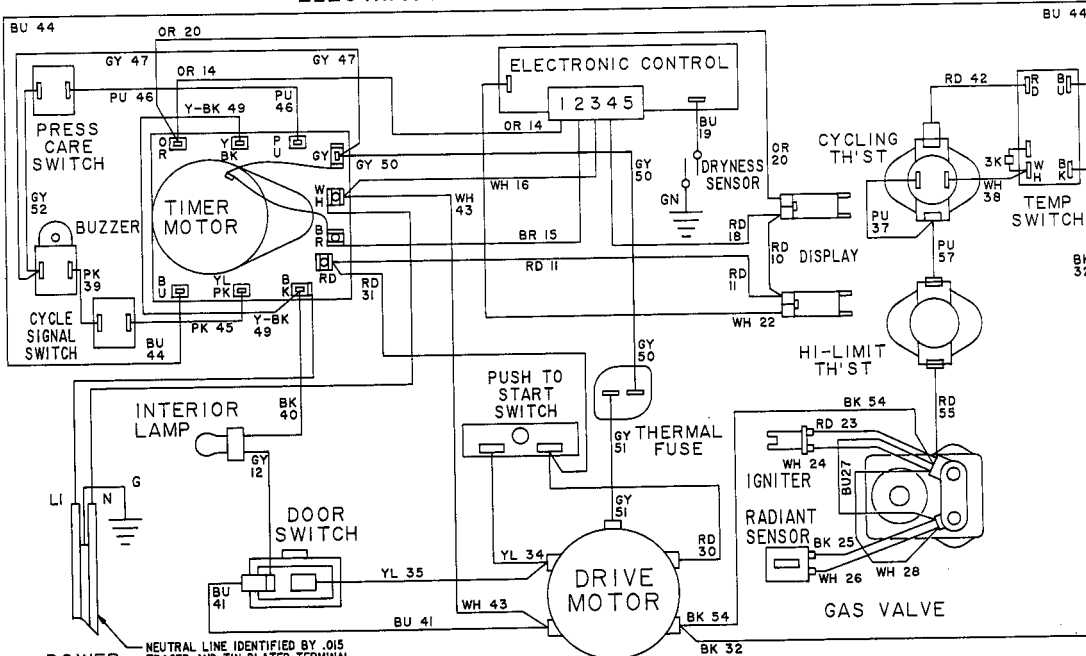 BU 44
OR 20
BU 44
GY 47
GY 47
OR 14
ELECTRONIC CONTROL
RD 42
R D
B U
PU 46
Y-BK 49
PU 46
1 2 3 4 5
PRESS CARE SWITCH
OR 14
BU 19
CYCLING TH'ST
O R
Y BK
P U
GY
GY 50
GY 50
DRYNESS SENSOR
OR 20
3K
W H
B K
WH 16
WH 38
TEMP SWITCH
GY 52
TIMER MOTOR
W H
WH 43
GN
PU 37
BUZZER
B R
BR 15
RD 18
RD 10
DISPLAY
PU 57
RD 11
RD 11
BK 32
PK 39
B U
YL PK
B K
RD
RD 31
WH 22
CYCLE SIGNAL SWITCH
PK 45
Y-BK 49
BU 44
GY 50
HI-LIMIT TH'ST
PUSH TO START SWITCH
BK 40
RD 55
INTERIOR LAMP
BK 54
RD 23
GY 51
THERMAL FUSE
WH 24
BU27
GY 12
IGNITER
L1
N
G
DOOR SWITCH
GY 51
RADIANT SENSOR
RD 30
BK 25
YL 34
WH 26
WH 28
YL 35
DRIVE MOTOR
BU 41
WH 43
BK 54
GAS VALVE
BU 41
BK 32
NEUTRAL LINE IDENTIFIED BY .015